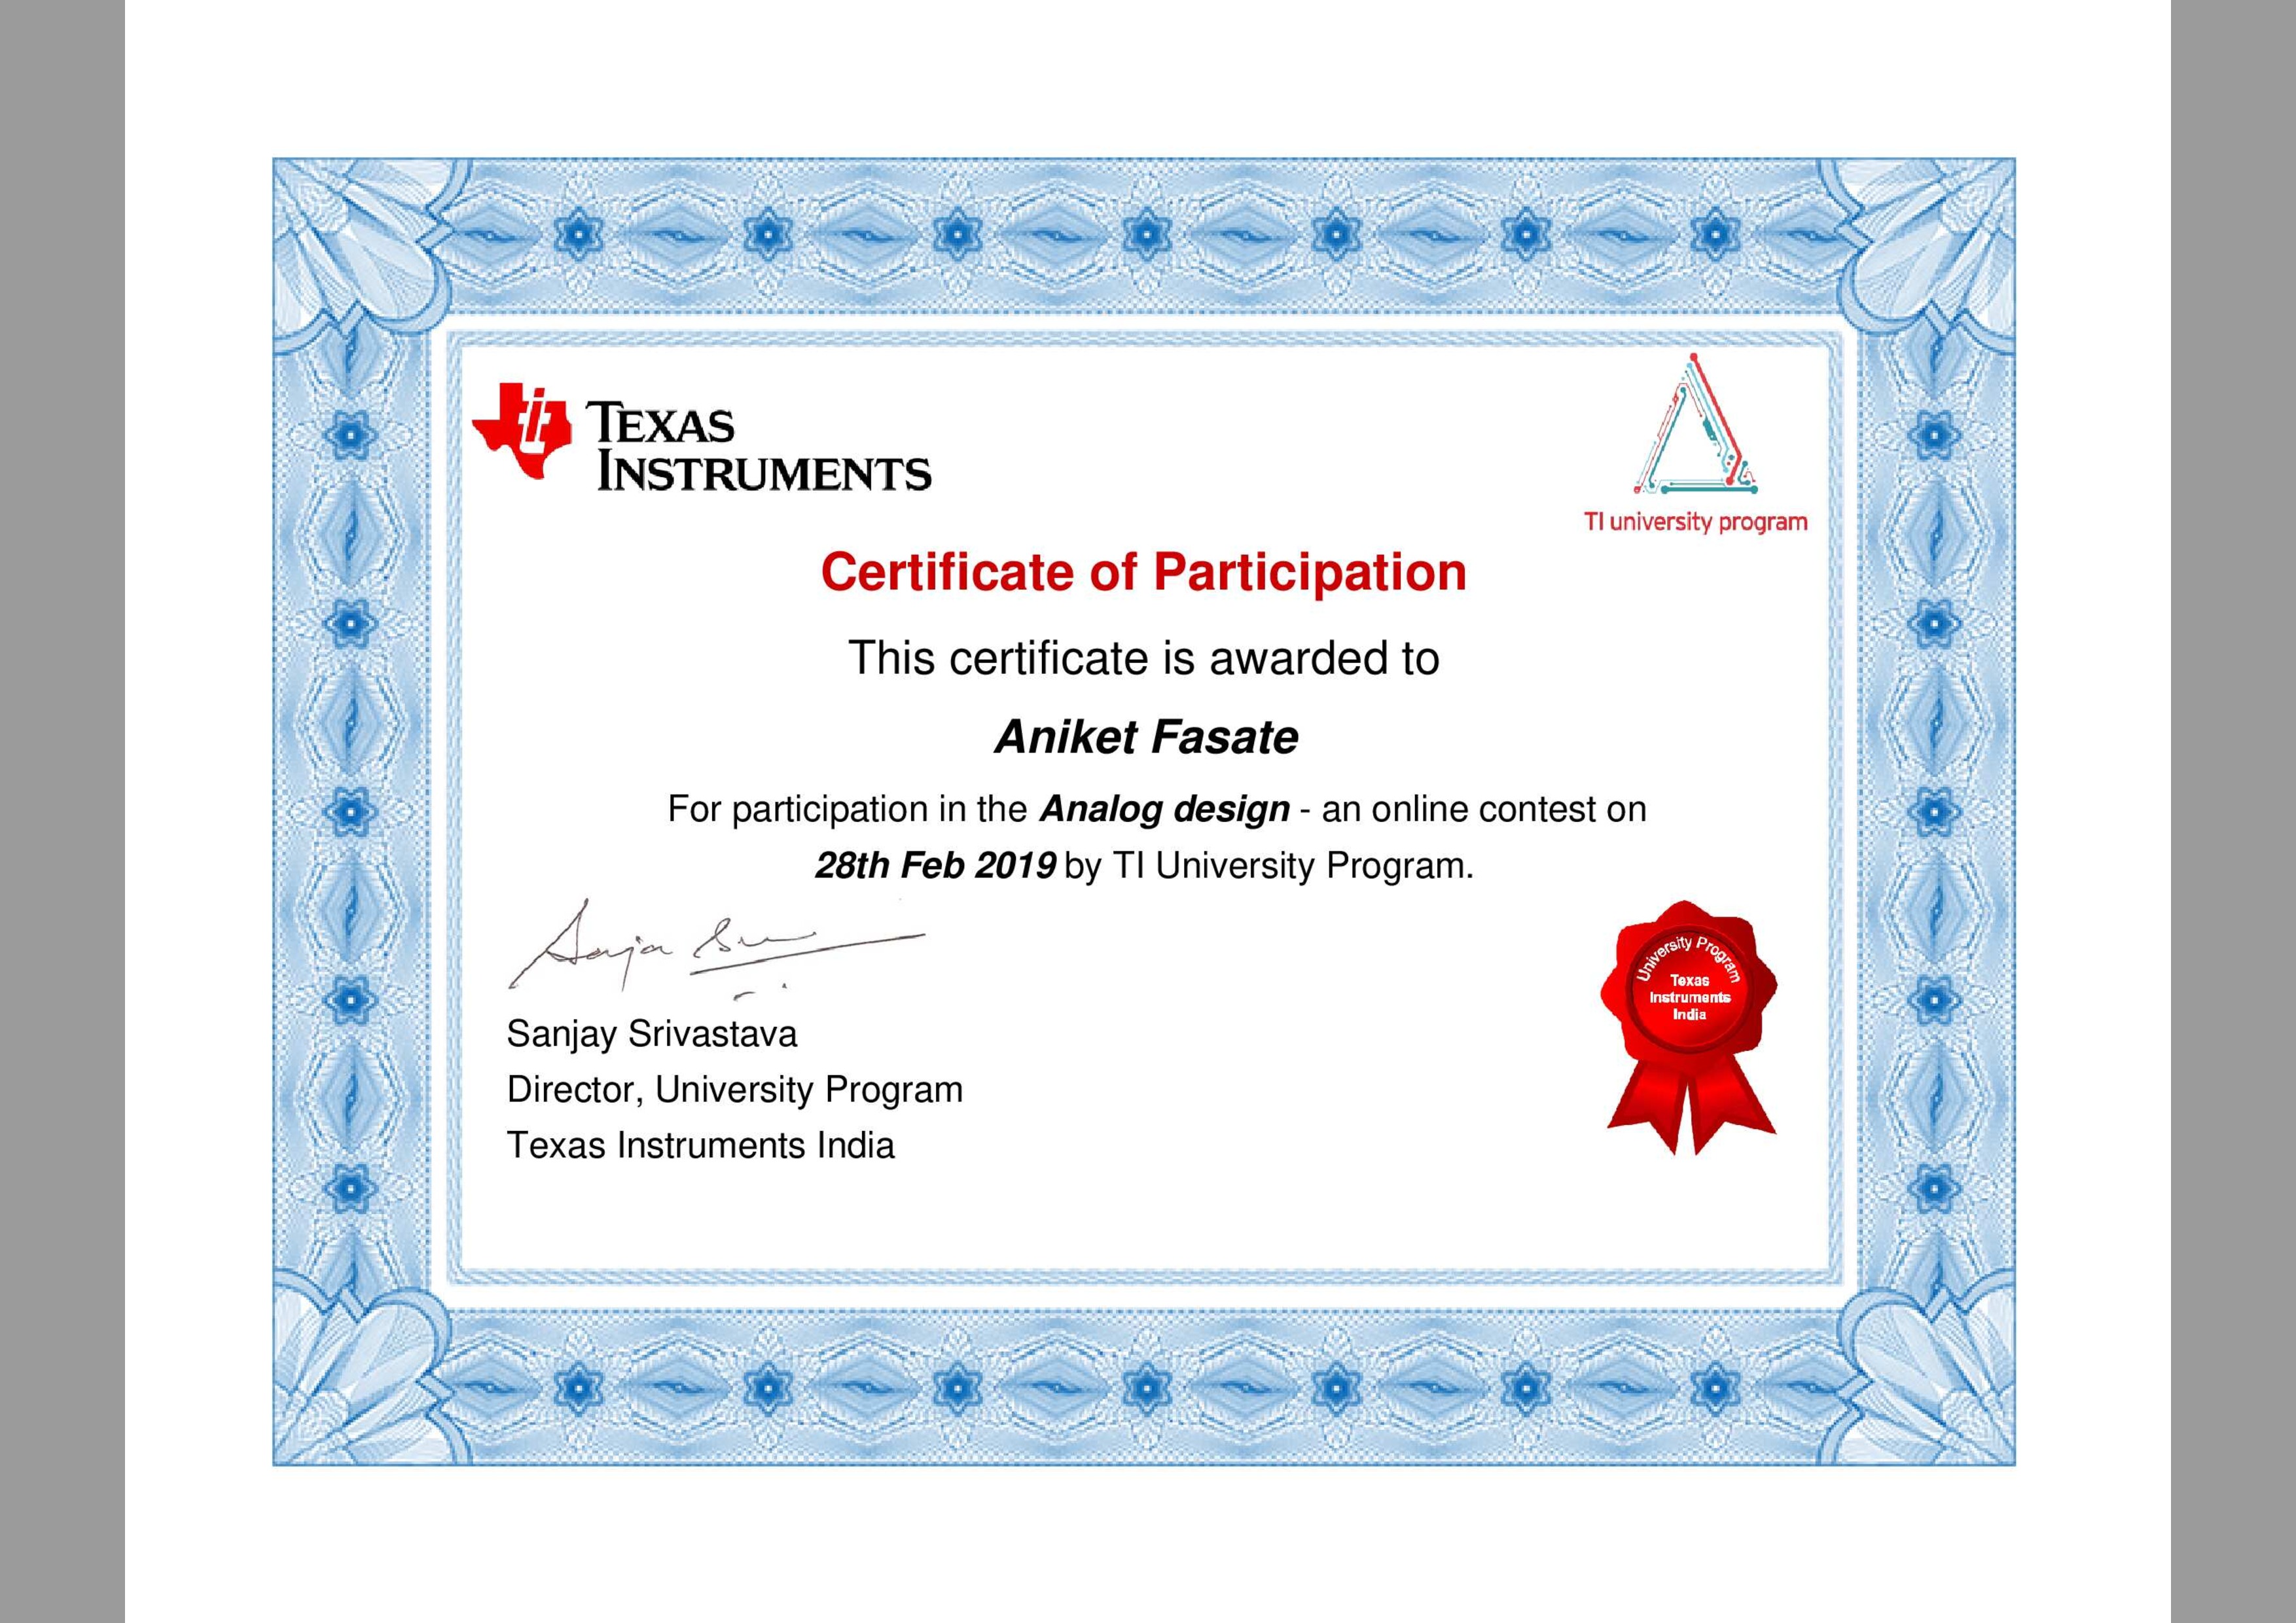 TEXAS
INSTRUMENTS
TI university program
Certificate of Participation
This certificate is awarded to
Aniket Fasate
For participation in the Analog design - an online contest on
28th Feb 2019 by TI University Program.
Sanjay Srivastava
Director, University Program
Texas Instruments India
University Program
Texas
Instruments
India